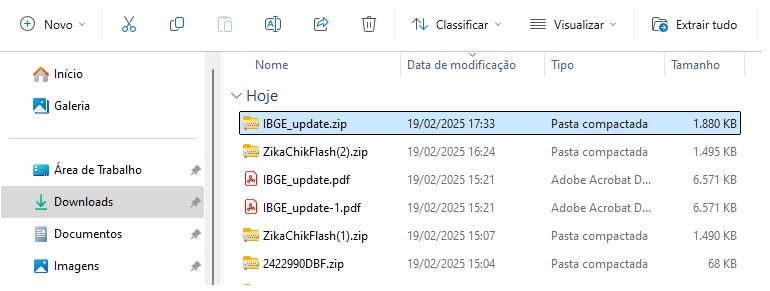 Novo Classificar Visualizar Extrair tudo
Início
Galeria
Área de Trabalho
Downloads
Documentos
Imagens
Nome Data de modificação Tipo Tamanho
Hoje
IBGE_update.zip 19/02/2025 17:33 Pasta compactada 1.880 KB
ZikaChikFlash(2).zip 19/02/2025 16:24 Pasta compactada 1.495 KB
IBGE_update.pdf 19/02/2025 15:21 Adobe Acrobat D... 6.571 KB
IBGE_update-1.pdf 19/02/2025 15:21 Adobe Acrobat D... 6.571 KB
ZikaChikFlash(1).zip 19/02/2025 15:07 Pasta compactada 1.490 KB
2422990DBF.zip 19/02/2025 15:04 Pasta compactada 68 KB